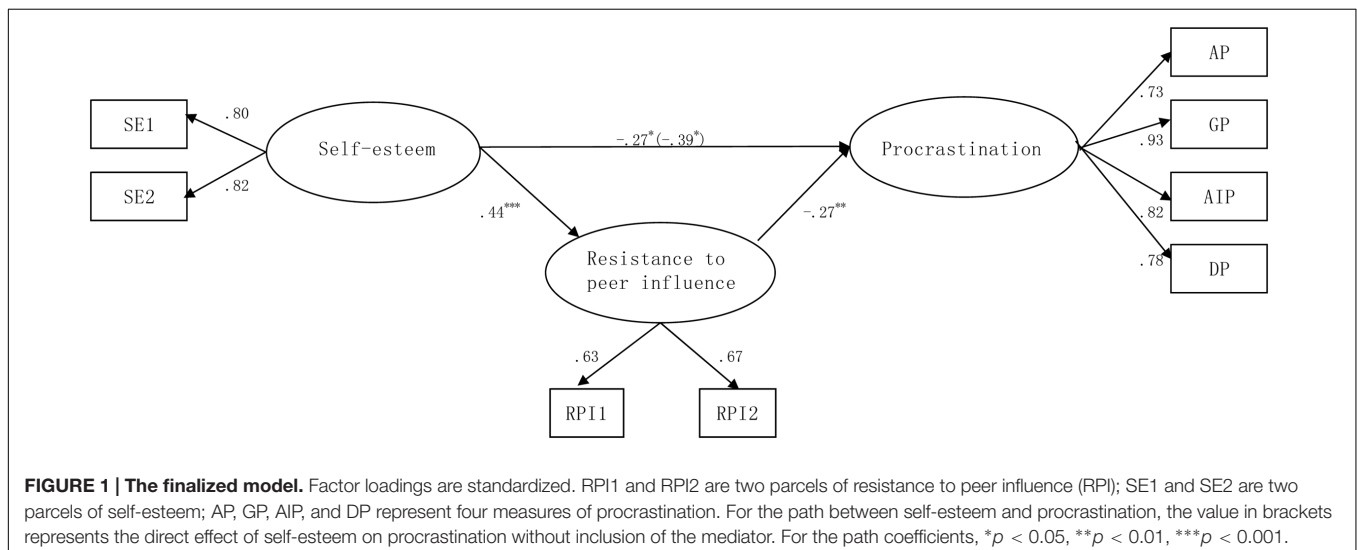 AP
.73
SE1
.80
GP
-.27*(-.39*)
Self-esteem
Procrastination
.93
SE2
.82
AIP
.44***
-.27**
.82
Resistance to
peer influence
.78
DP
.63
.67
RPI1
RPI2
FIGURE 1 | The finalized model. Factor loadings are standardized. RPI1 and RPI2 are two parcels of resistance to peer influence (RPI); SE1 and SE2 are two
parcels of self-esteem; AP, GP, AIP, and DP represent four measures of procrastination. For the path between self-esteem and procrastination, the value in brackets
represents the direct effect of self-esteem on procrastination without inclusion of the mediator. For the path coefficients, *p < 0.05, **p < 0.01, ***p < 0.001.